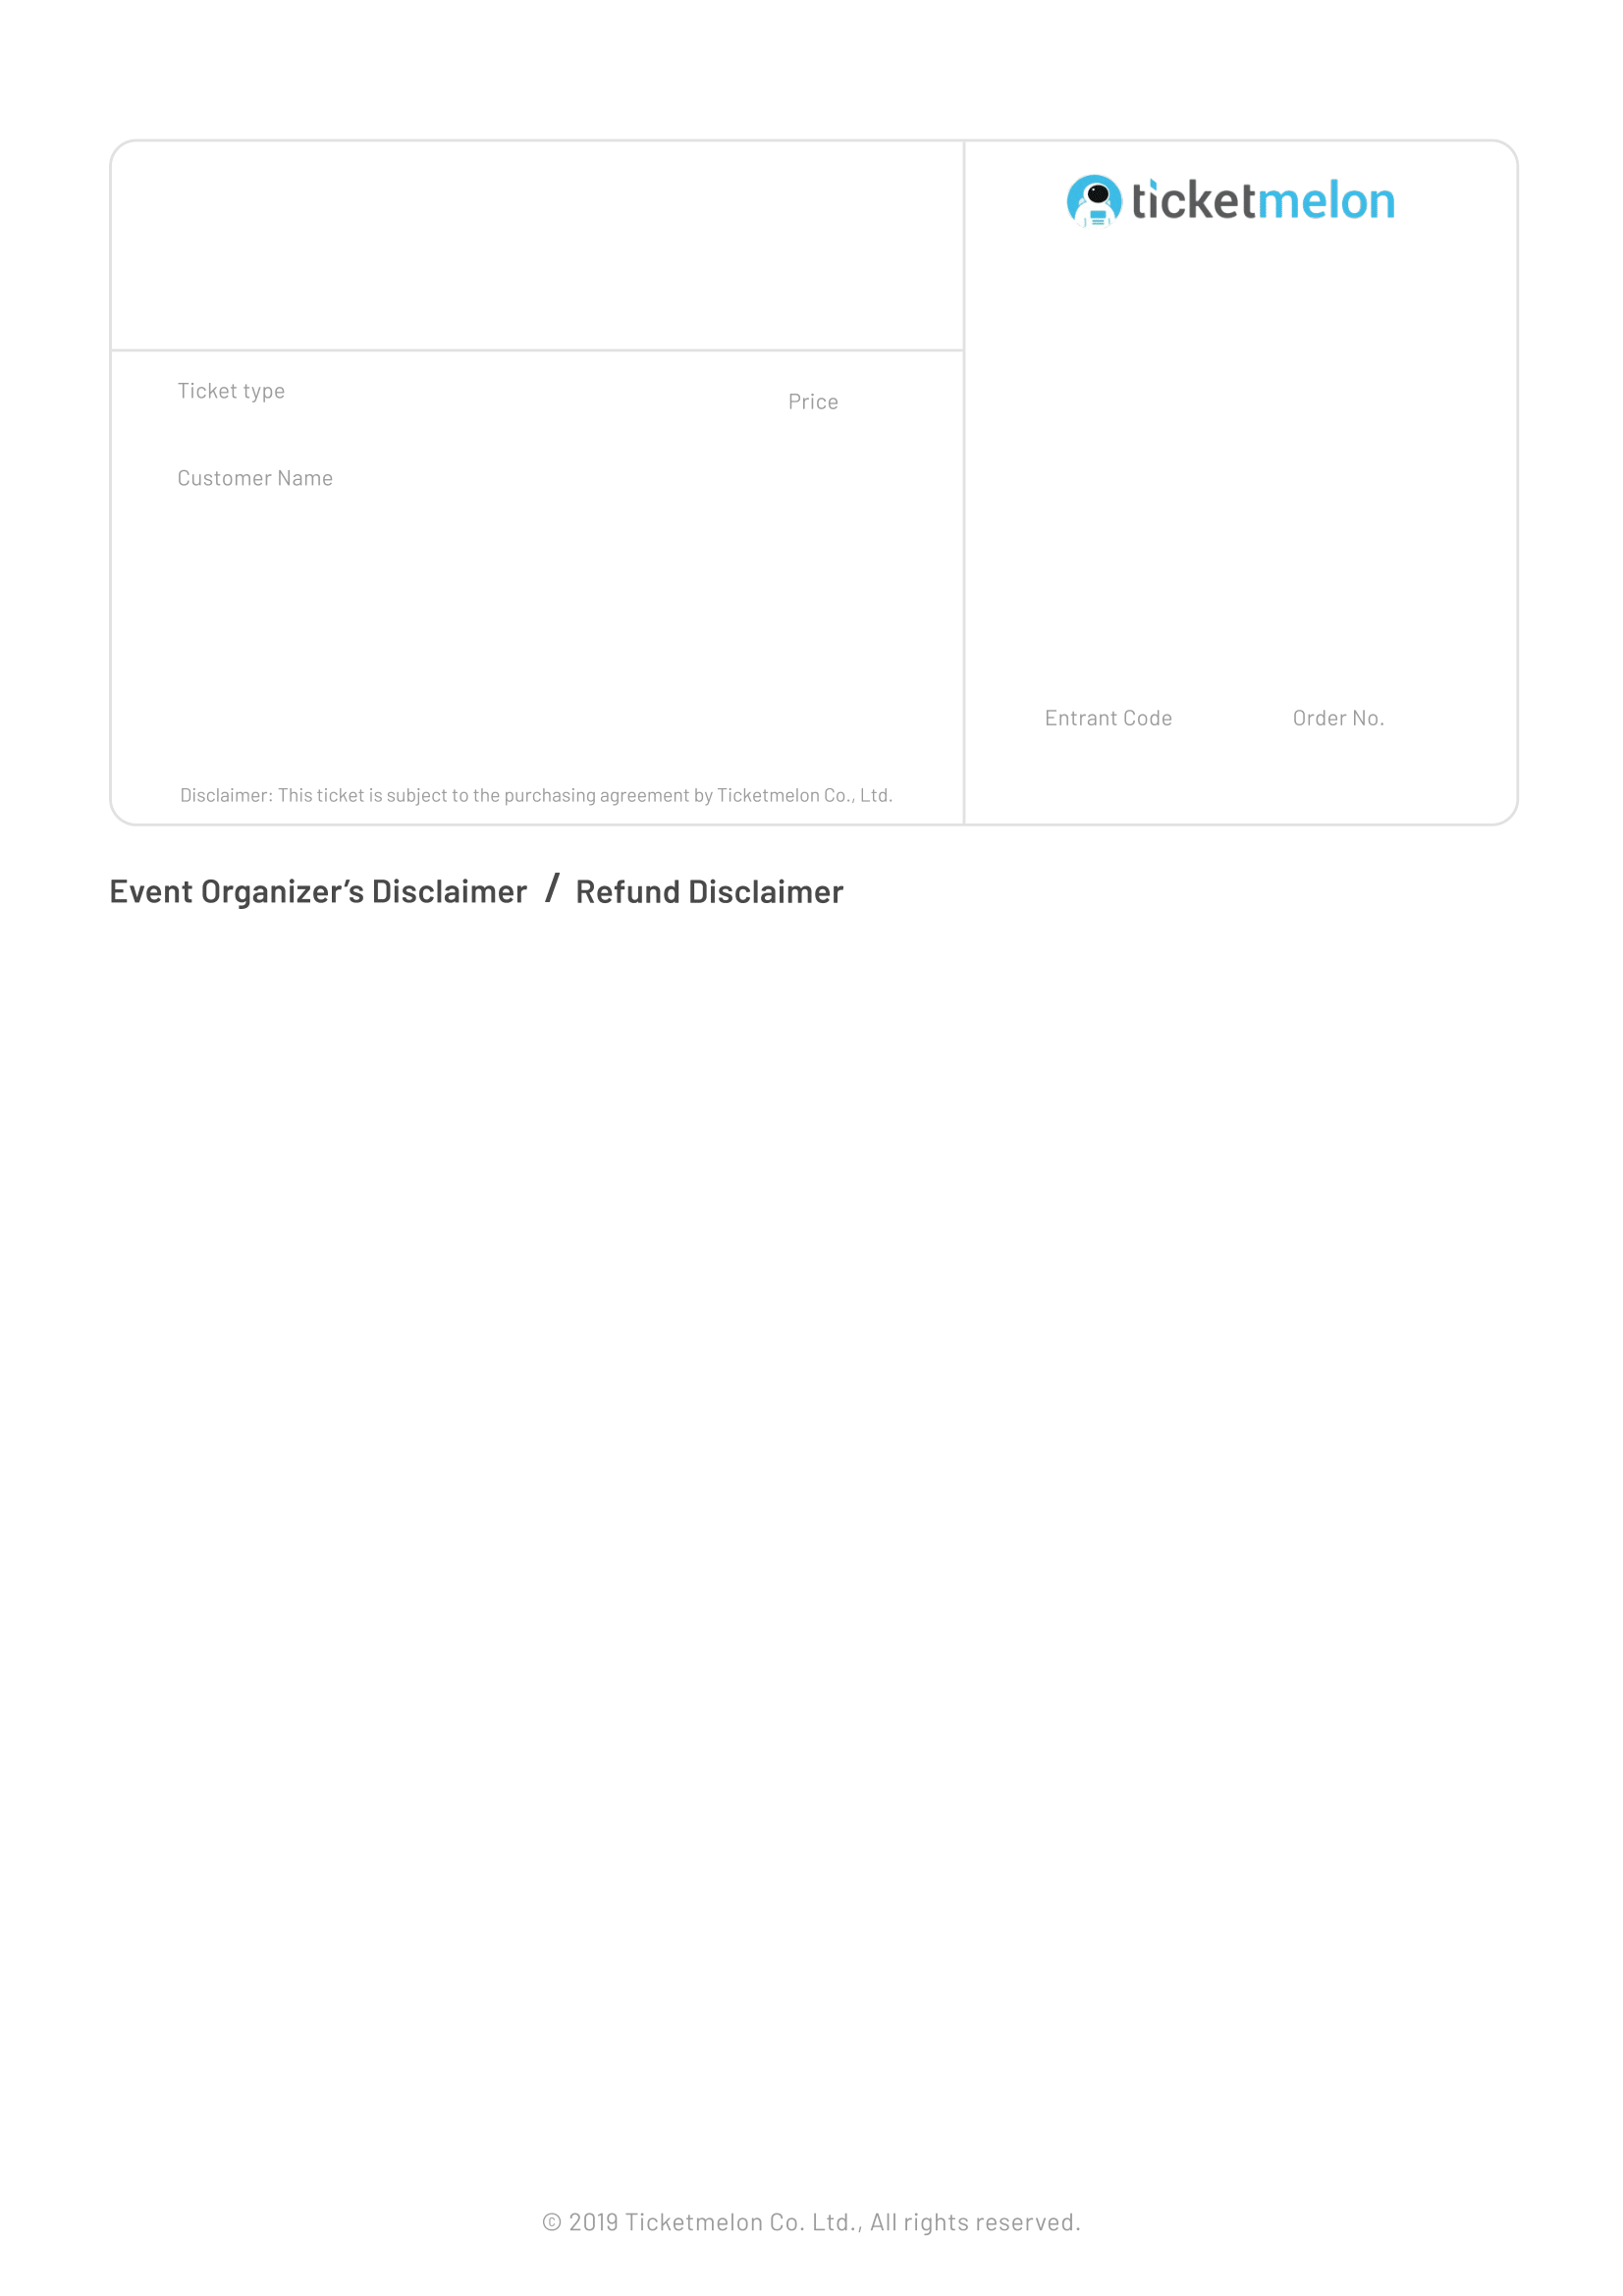 ticketmelon
Ticket type
Price
Customer Name
Entrant Code
Order No.
Disclaimer: This ticket is subject to the purchasing agreement by Ticketmelon Co., Ltd.
Event Organizer’s Disclaimer / Refund Disclaimer
© 2019 Ticketmelon Co. Ltd., All rights reserved.